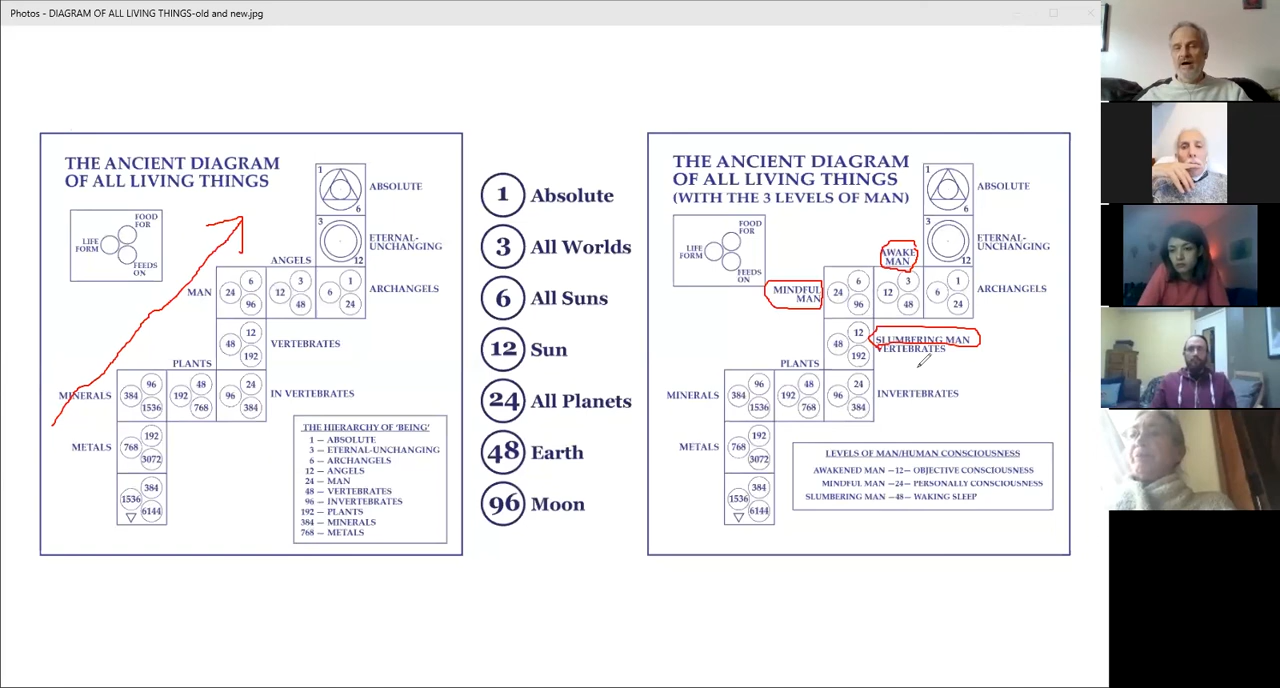 Photos - DIAGRAM OF ALL LIVING THINGS-old and new.jpg
THE ANCIENT DIAGRAM
OF ALL LIVING THINGS
1
6
ABSOLUTE
FOOD
FOR
LIFE
FORM
FEEDS
ON
3
12
ETERNAL-
UNCHANGING
ANGELS
MAN
24
6
96
12
3
48
6
1
24
ARCHANGELS
48
12
192
VERTEBRATES
PLANTS
MINERALS
384
96
1536
192
48
768
96
24
384
IN VERTEBRATES
METALS
768
192
3072
1536
384
6144
THE HIERARCHY OF 'BEING'
1 — ABSOLUTE
3 — ETERNAL-UNCHANGING
6 — ARCHANGELS
12 — ANGELS
24 — MAN
48 — VERTEBRATES
96 — INVERTEBRATES
192 — PLANTS
384 — MINERALS
768 — METALS
1 Absolute
3 All Worlds
6 All Suns
12 Sun
24 All Planets
48 Earth
96 Moon
THE ANCIENT DIAGRAM
OF ALL LIVING THINGS
(WITH THE 3 LEVELS OF MAN)
1
6
ABSOLUTE
FOOD
FOR
LIFE
FORM
FEEDS
ON
3
12
ETERNAL-
UNCHANGING
AWAKE
MAN
MINDFUL
MAN
24
6
96
12
3
48
6
1
24
ARCHANGELS
48
12
192
SLUMBERING MAN
VERTEBRATES
PLANTS
MINERALS
384
96
1536
192
48
768
96
24
384
INVERTEBRATES
METALS
768
192
3072
1536
384
6144
LEVELS OF MAN/HUMAN CONSCIOUSNESS
AWAKENED MAN —12— OBJECTIVE CONSCIOUSNESS
MINDFUL MAN —24— PERSONALLY CONSCIOUSNESS
SLUMBERING MAN —48— WAKING SLEEP